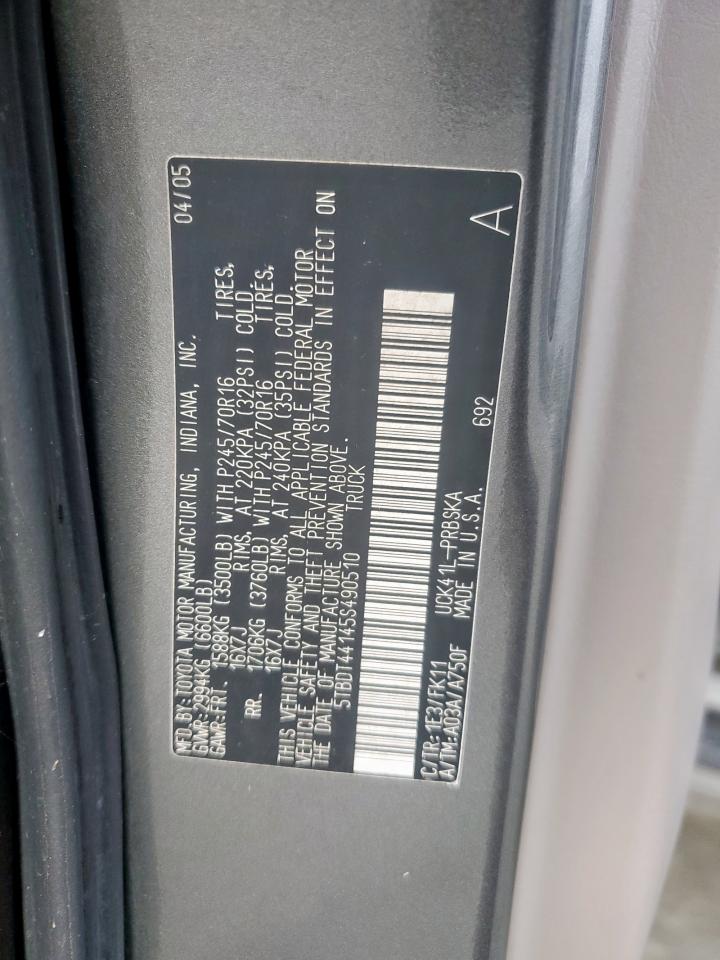 MFD.BY:TOYOTA MOTOR MANUFACTURING, INDIANA, INC. 04/05
GVWR:2994KG (6600LB)
GAWR:FRT. 1588KG (3500LB) WITH P245/70R16 TIRES,
16X7J RIMS, AT 220KPA (32PSI) COLD.
RR. 1706KG (3760LB) WITH P245/70R16 TIRES,
16X7J RIMS, AT 240KPA (35PSI) COLD.
THIS VEHICLE CONFORMS TO ALL APPLICABLE FEDERAL MOTOR
VEHICLE SAFETY AND THEFT PREVENTION STANDARDS IN EFFECT ON
THE DATE OF MANUFACTURE SHOWN ABOVE.
5TBDT44145S490510 TRUCK
C/TR:1E3/FK11 UCK41L-PRBSKA 692 A
A/TM:A03A/A750F MADE IN U.S.A.